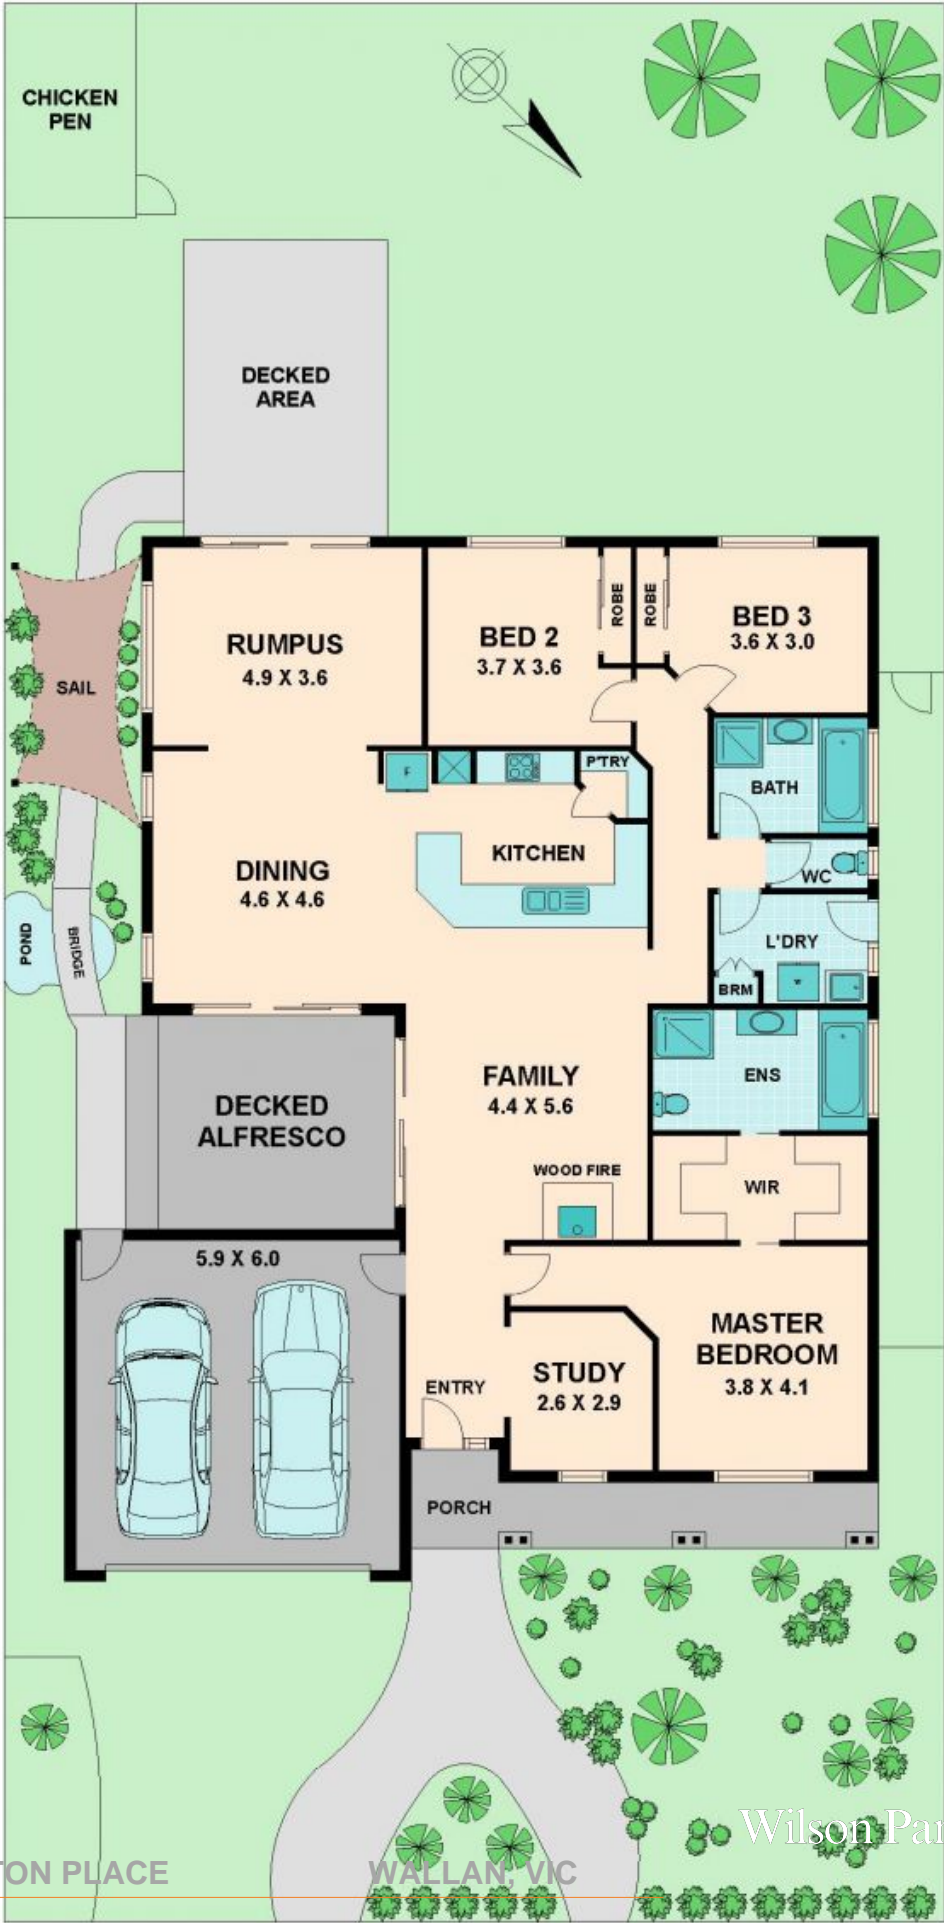 CHICKEN
PEN
DECKED
AREA
RUMPUS
4.9 X 3.6
BED 2
3.7 X 3.6
ROBE
ROBE
BED 3
3.6 X 3.0
SAIL
F
P'TRY
BATH
KITCHEN
DINING
4.6 X 4.6
WC
POND
BRIDGE
L'DRY
BRM
W
DECKED
ALFRESCO
FAMILY
4.4 X 5.6
ENS
WOOD FIRE
WIR
5.9 X 6.0
MASTER
BEDROOM
3.8 X 4.1
STUDY
2.6 X 2.9
ENTRY
PORCH
Wilson Par
TON PLACE
WALLAN, VIC